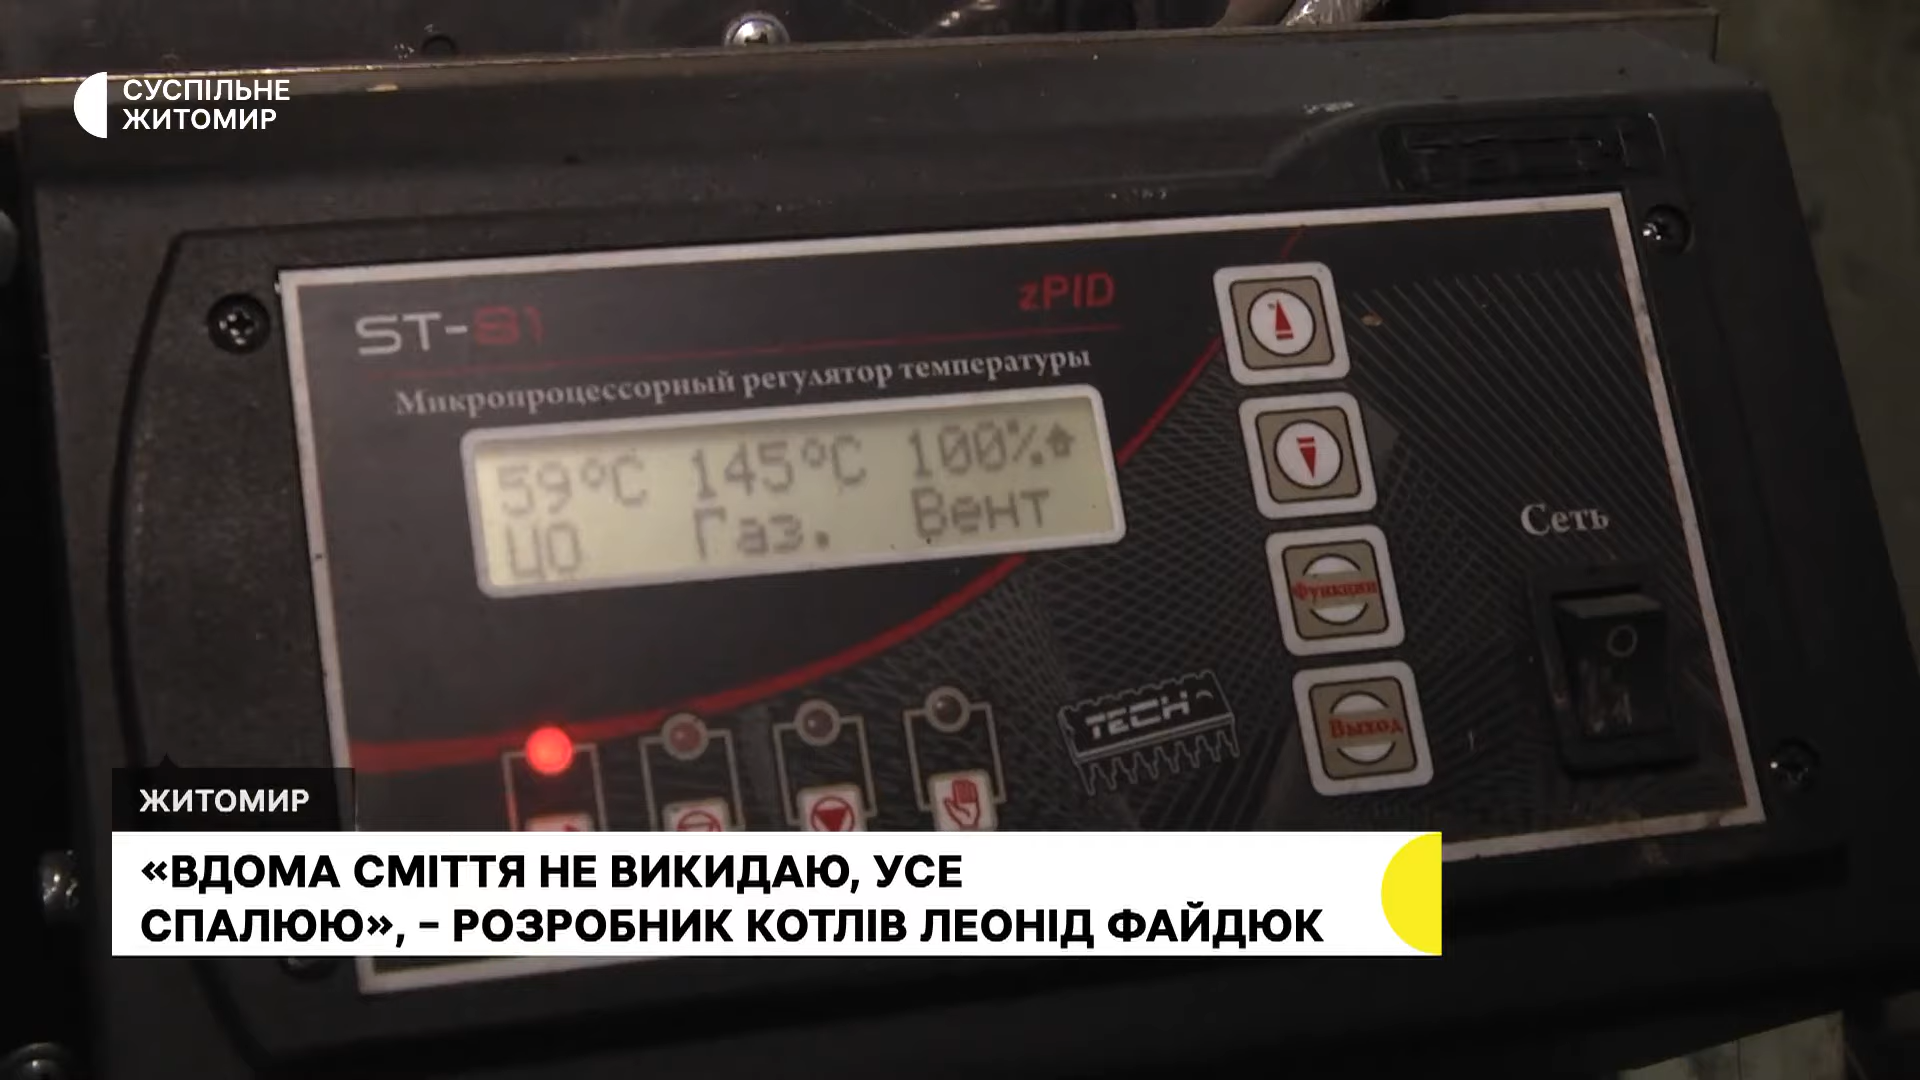 СУСПІЛЬНЕ
ЖИТОМИР
ST-81
zPID
Микропроцессорный регулятор температуры
59°C 145°C 100%
ЦО Газ. Вент
Функции
Выход
Сеть
TECH
ЖИТОМИР
«ВДОМА СМІТТЯ НЕ ВИКИДАЮ, УСЕ
СПАЛЮЮ», – РОЗРОБНИК КОТЛІВ ЛЕОНІД ФАЙДЮК